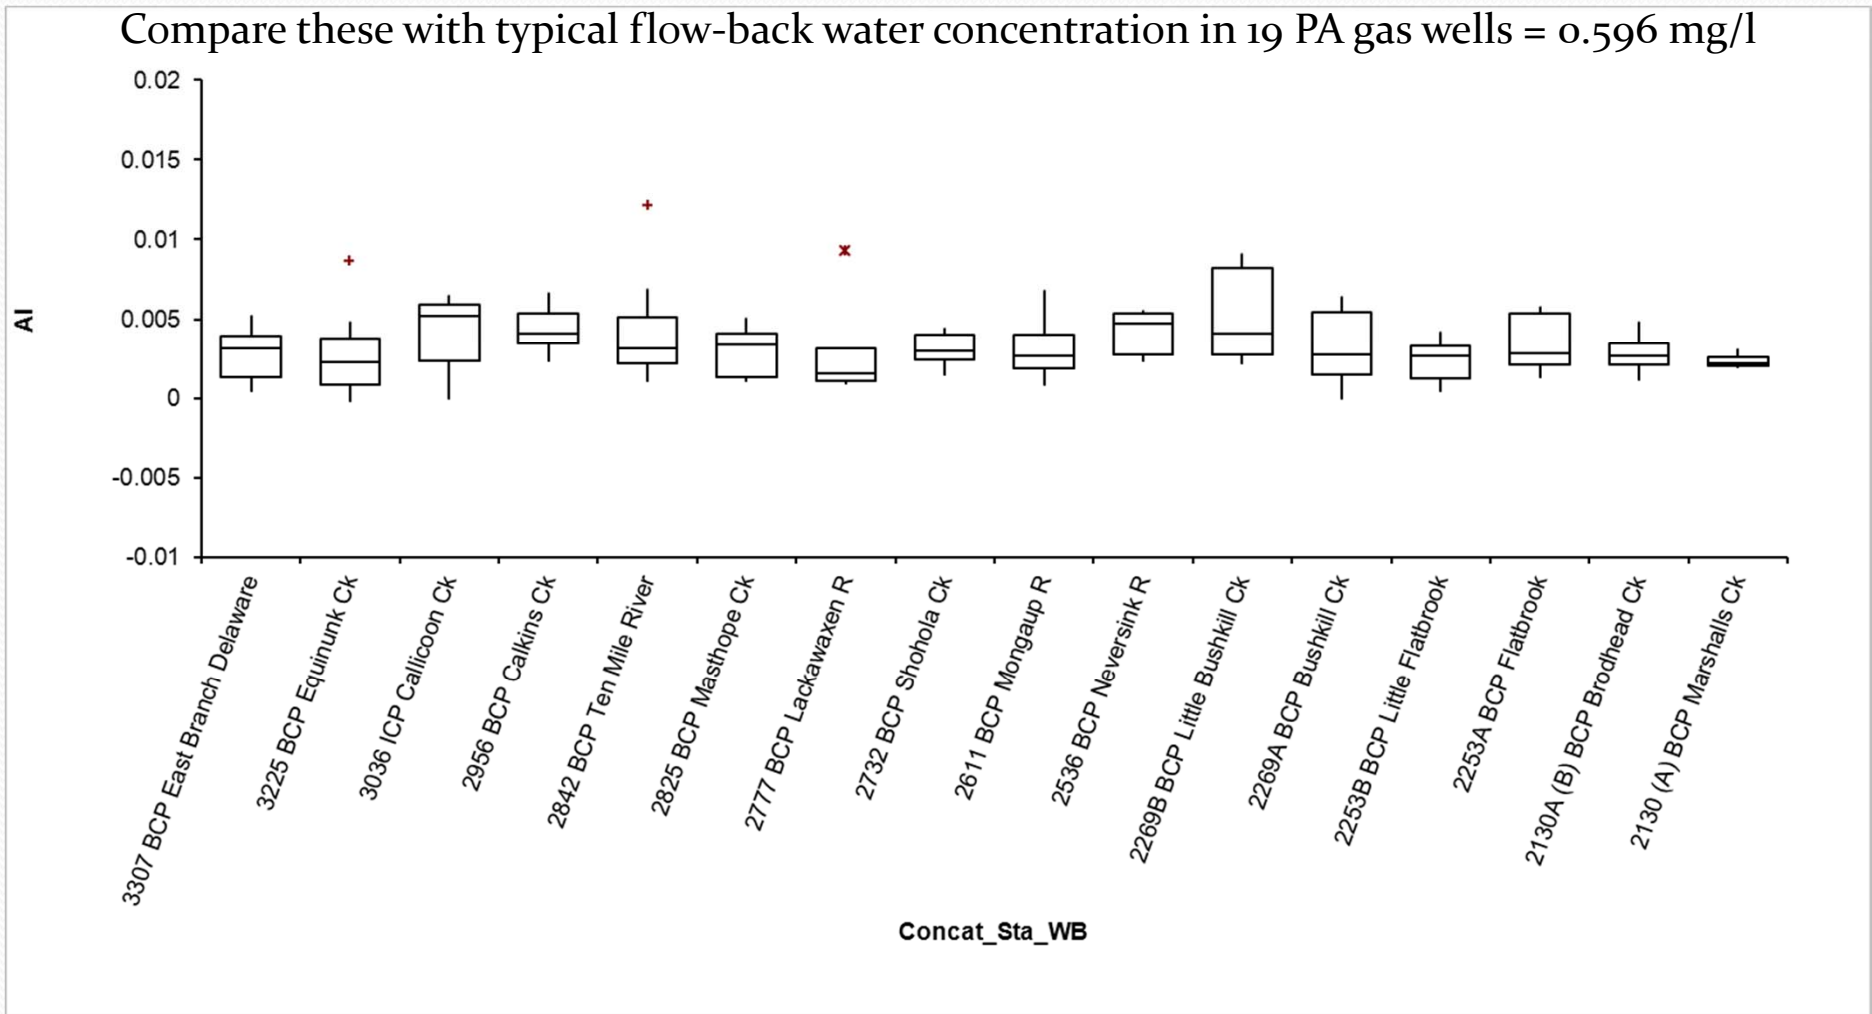 Compare these with typical flow-back water concentration in 19 PA gas wells = 0.596 mg/l
0.02
0.015
0.01
0.005
0
-0.005
-0.01
Al
3307 BCP East Branch Delaware
3225 BCP Equinunk Ck
3036 ICP Callicoon Ck
2956 BCP Calkins Ck
2842 BCP Ten Mile River
2825 BCP Masthope Ck
2777 BCP Lackawaxen R
2732 BCP Shohola Ck
2611 BCP Mongaup R
2536 BCP Neversink R
2269B BCP Little Bushkill Ck
2269A BCP Bushkill Ck
2253B BCP Little Flatbrook
2253A BCP Flatbrook
2130A (B) BCP Brodhead Ck
2130 (A) BCP Marshalls Ck
Concat_Sta_WB